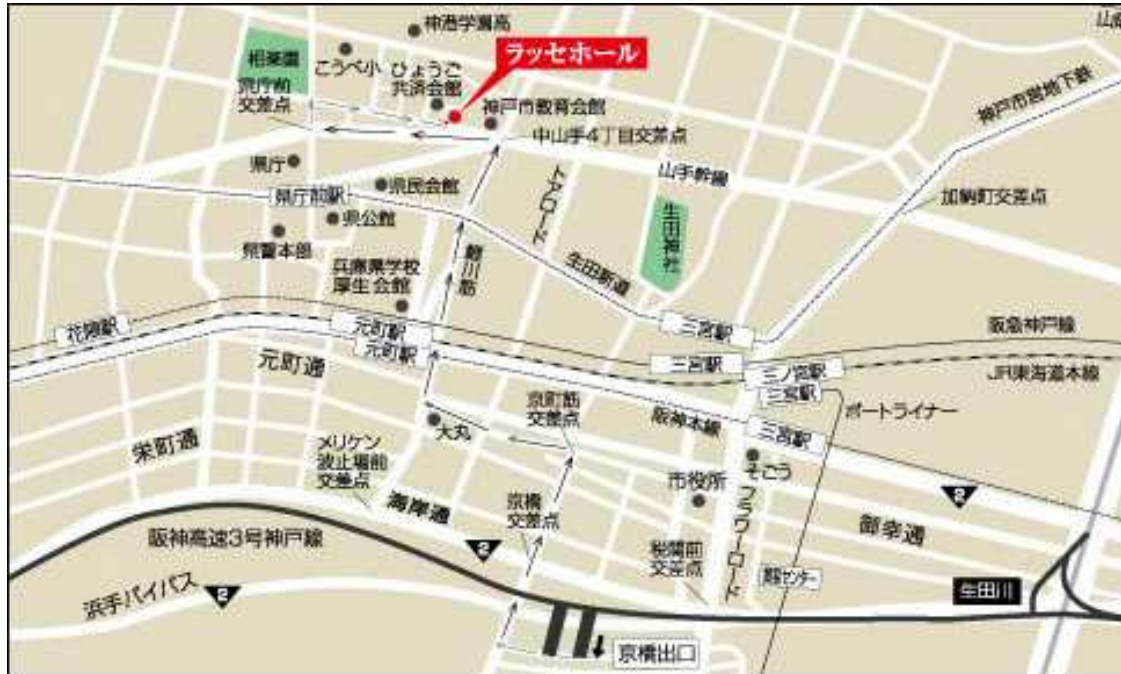 神港学園高
山麓
ラッセホール
相楽園
こうべ小
ひょうご
共済会館
県庁前
交差点
神戸市教育会館
神戸市営地下鉄
中山手4丁目交差点
県庁
山手幹線
県民会館
県庁前駅
トアロード
生田神社
加納町交差点
県公館
県警本部
鯉川筋
生田新道
兵庫県学校
厚生会館
花隈駅
元町駅
元町駅
三宮駅
阪急神戸線
三宮駅
元町通
三ノ宮駅
JR東海道本線
三宮駅
京町筋
交差点
ポートライナー
大丸
阪神本線
三宮駅
栄町通
メリケン
波止場前
交差点
そごう
市役所
2
海岸通
京橋
交差点
フラワーロード
御幸通
阪神高速3号神戸線
2
税関前
交差点
貿易センター
浜手バイパス
2
生田川
京橋出口